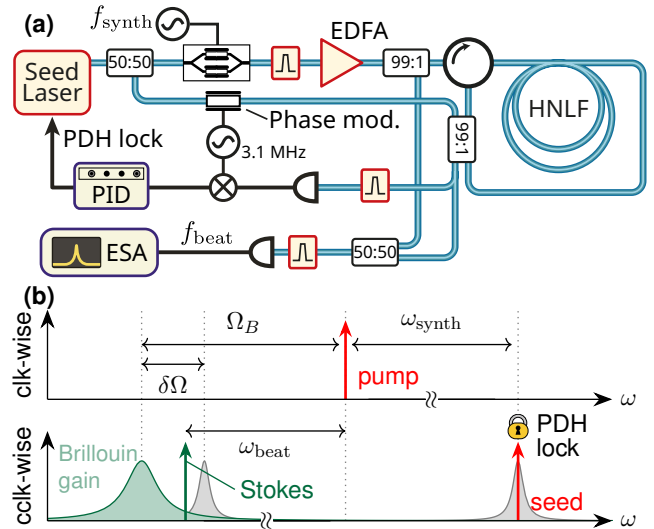 (a)
f_synth
EDFA
Seed
Laser
50:50
99:1
HNLF
Phase mod.
99:1
PDH lock
3.1 MHz
PID
f_beat
ESA
50:50
(b)
clk-wise
Ω_B
ω_synth
δΩ
pump
ω
cclk-wise
Brillouin
gain
ω_beat
Stokes
PDH
lock
seed
ω